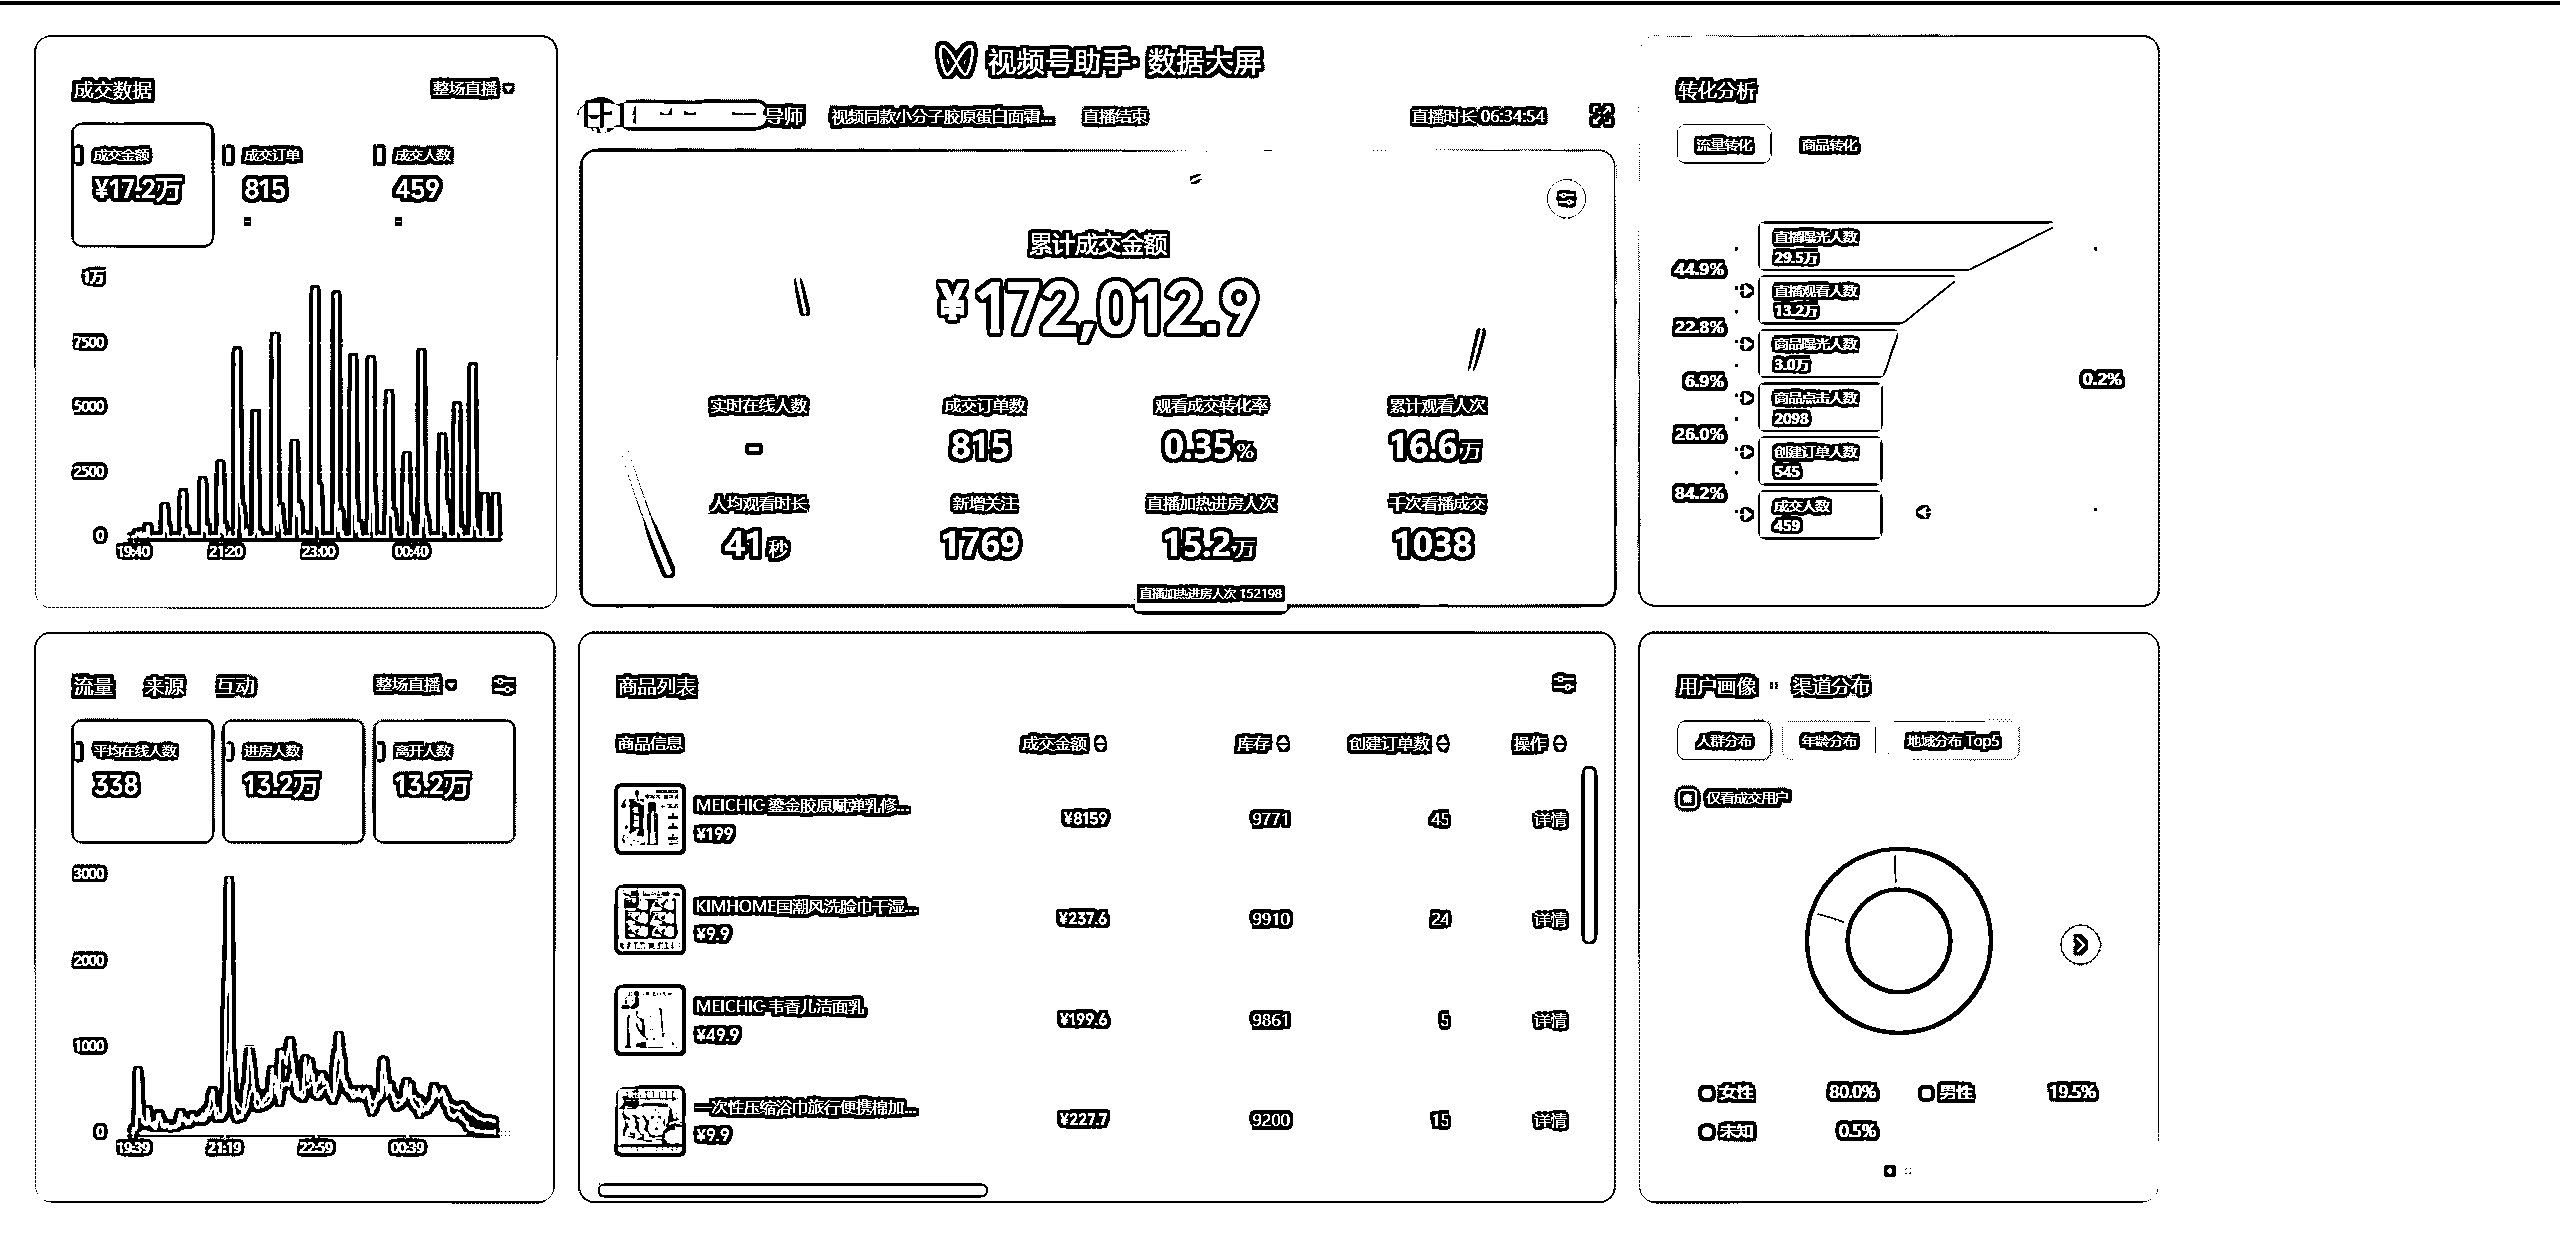 视频号助手·数据大屏
导师 视频同款小分子胶原蛋白面霜... 直播结束 直播时长 06:34:54
成交数据 整场直播
成交金额 成交订单 成交人数
¥17.2万 815 459
1万
7500
5000
2500
0
19:40 21:20 23:00 00:40
累计成交金额
¥172,012.9
实时在线人数 成交订单数 观看成交转化率 累计观看人次
- 815 0.35% 16.6万
人均观看时长 新增关注 直播加热进房人次 千次看播成交
41秒 1769 15.2万 1038
直播加热进房人次 152198
转化分析
流量转化 商品转化
直播曝光人数
29.5万
44.9%
直播观看人数
13.2万
22.8%
商品曝光人数
3.0万
6.9%
0.2%
商品点击人数
2098
26.0%
创建订单人数
545
84.2%
成交人数
459
流量 来源 互动 整场直播
平均在线人数 进房人数 离开人数
338 13.2万 13.2万
3000
2000
1000
0
19:39 21:19 22:59 00:39
商品列表
商品信息 成交金额 库存 创建订单数 操作
MEICHIC 鎏金胶原赋弹乳修... ¥8159 9771 45 详情
¥199
KIMHOME国潮风洗脸巾干湿... ¥237.6 9910 24 详情
¥9.9
MEICHIC 韦香儿洁面乳 ¥199.6 9861 5 详情
¥49.9
一次性压缩浴巾旅行便携棉加... ¥227.7 9200 15 详情
¥9.9
用户画像 渠道分布
人群分布 年龄分布 地域分布 Top5
仅看成交用户
女性 80.0% 男性 19.5%
未知 0.5%